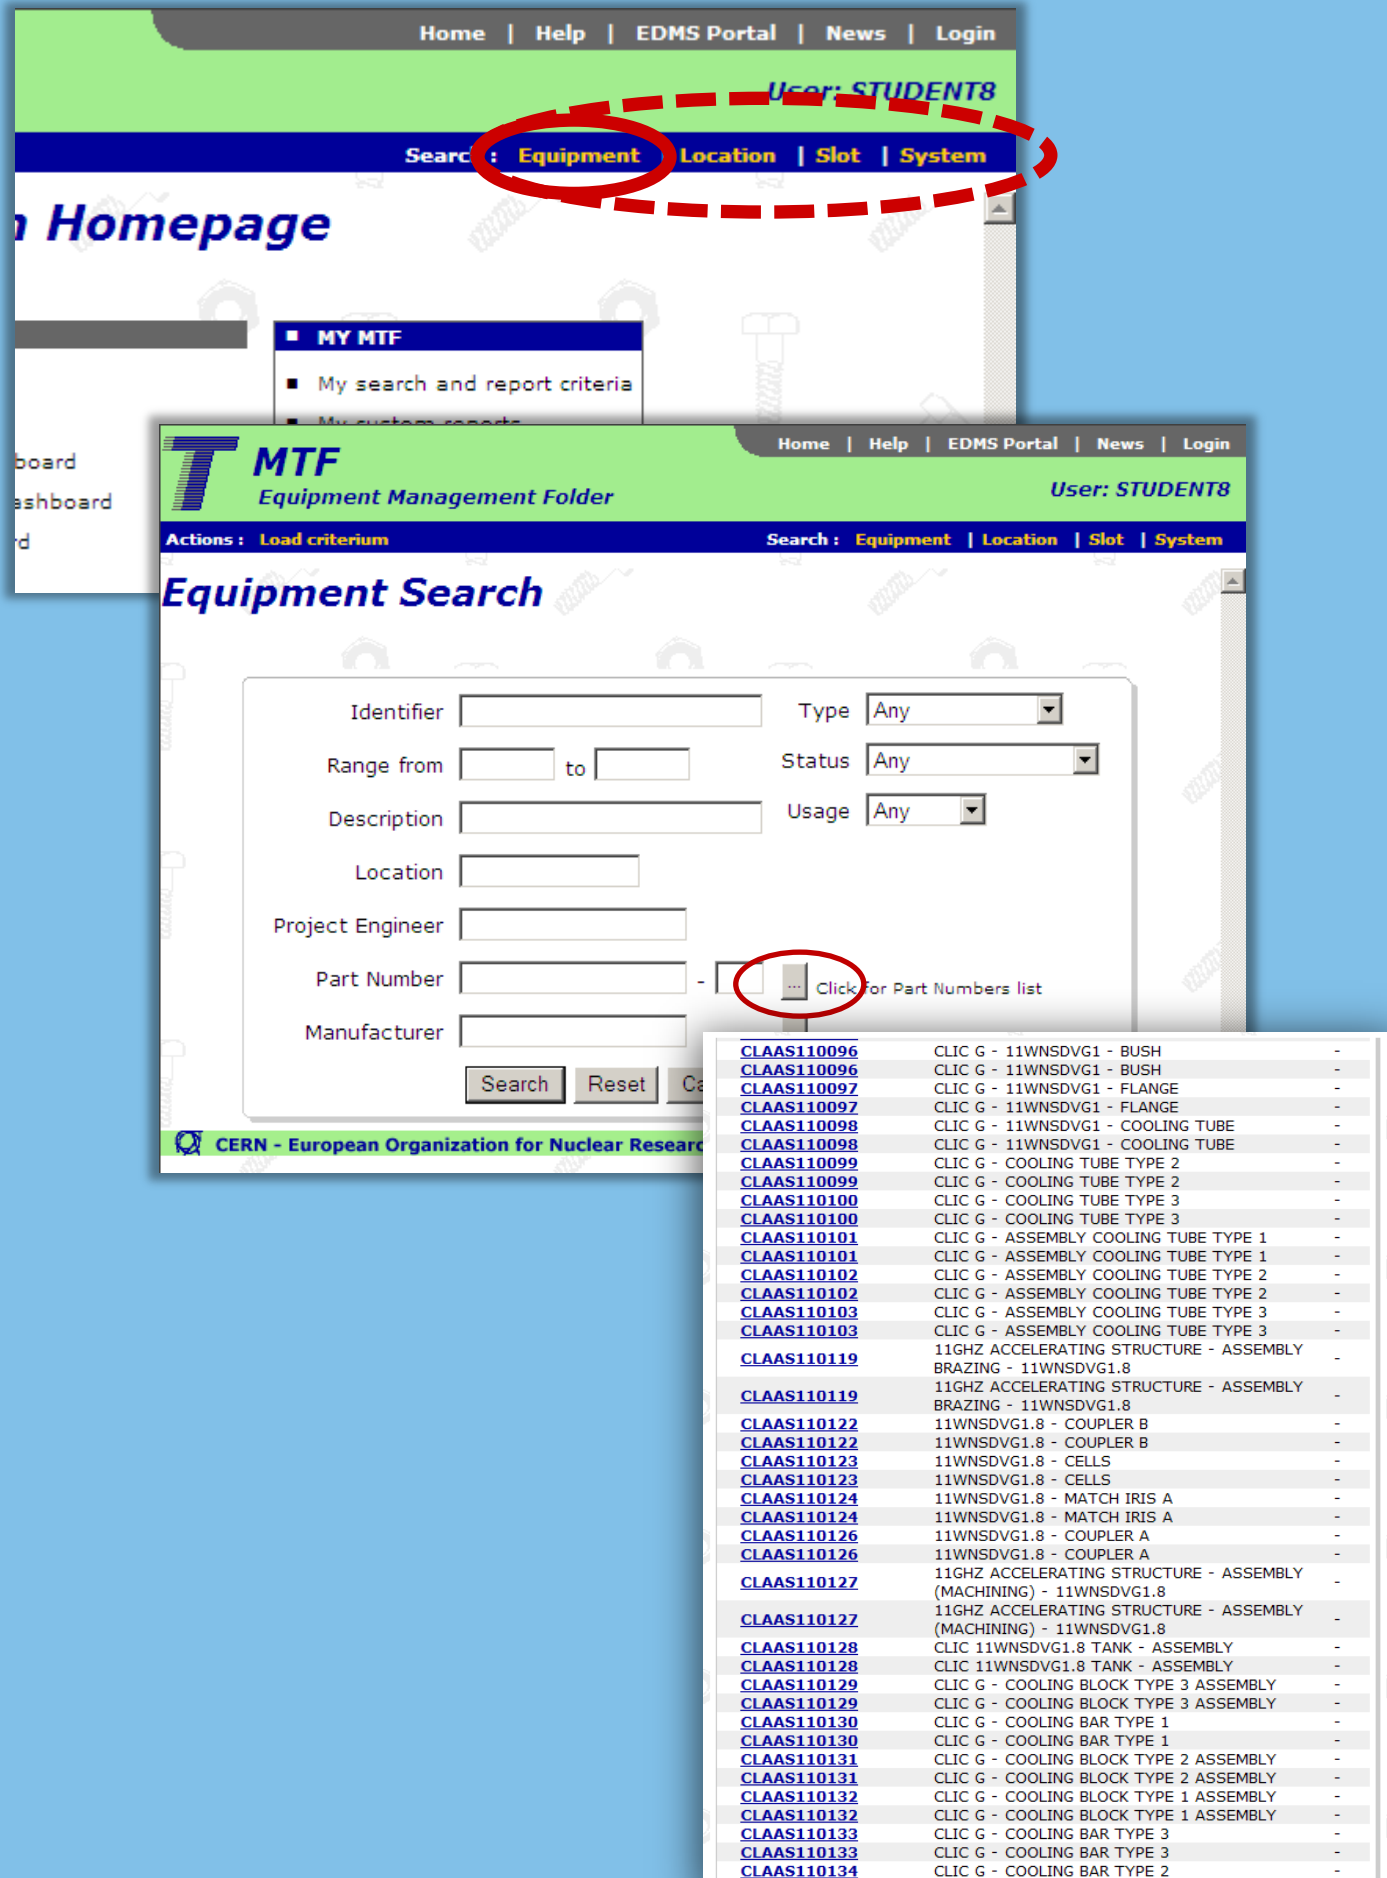 Home | Help | EDMS Portal | News | Login
User: STUDENT8
Search : Equipment | Location | Slot | System
Homepage
MY MTF
My search and report criteria
My custom reports
board
ashboard
MTF
Equipment Management Folder
Home | Help | EDMS Portal | News | Login
User: STUDENT8
Actions : Load criterium
Search : Equipment | Location | Slot | System
Equipment Search
Identifier
Type Any
Range from to
Status Any
Description
Usage Any
Location
Project Engineer
Part Number - ... Click for Part Numbers list
Manufacturer
Search Reset Ca
CERN - European Organization for Nuclear Researc
CLAAS110096 CLIC G - 11WNSDVG1 - BUSH -
CLAAS110096 CLIC G - 11WNSDVG1 - BUSH -
CLAAS110097 CLIC G - 11WNSDVG1 - FLANGE -
CLAAS110097 CLIC G - 11WNSDVG1 - FLANGE -
CLAAS110098 CLIC G - 11WNSDVG1 - COOLING TUBE -
CLAAS110098 CLIC G - 11WNSDVG1 - COOLING TUBE -
CLAAS110099 CLIC G - COOLING TUBE TYPE 2 -
CLAAS110099 CLIC G - COOLING TUBE TYPE 2 -
CLAAS110100 CLIC G - COOLING TUBE TYPE 3 -
CLAAS110100 CLIC G - COOLING TUBE TYPE 3 -
CLAAS110101 CLIC G - ASSEMBLY COOLING TUBE TYPE 1 -
CLAAS110101 CLIC G - ASSEMBLY COOLING TUBE TYPE 1 -
CLAAS110102 CLIC G - ASSEMBLY COOLING TUBE TYPE 2 -
CLAAS110102 CLIC G - ASSEMBLY COOLING TUBE TYPE 2 -
CLAAS110103 CLIC G - ASSEMBLY COOLING TUBE TYPE 3 -
CLAAS110103 CLIC G - ASSEMBLY COOLING TUBE TYPE 3 -
CLAAS110119 11GHZ ACCELERATING STRUCTURE - ASSEMBLY -
BRAZING - 11WNSDVG1.8
CLAAS110119 11GHZ ACCELERATING STRUCTURE - ASSEMBLY -
BRAZING - 11WNSDVG1.8
CLAAS110122 11WNSDVG1.8 - COUPLER B -
CLAAS110122 11WNSDVG1.8 - COUPLER B -
CLAAS110123 11WNSDVG1.8 - CELLS -
CLAAS110123 11WNSDVG1.8 - CELLS -
CLAAS110124 11WNSDVG1.8 - MATCH IRIS A -
CLAAS110124 11WNSDVG1.8 - MATCH IRIS A -
CLAAS110126 11WNSDVG1.8 - COUPLER A -
CLAAS110126 11WNSDVG1.8 - COUPLER A -
CLAAS110127 11GHZ ACCELERATING STRUCTURE - ASSEMBLY -
(MACHINING) - 11WNSDVG1.8
CLAAS110127 11GHZ ACCELERATING STRUCTURE - ASSEMBLY -
(MACHINING) - 11WNSDVG1.8
CLAAS110128 CLIC 11WNSDVG1.8 TANK - ASSEMBLY -
CLAAS110128 CLIC 11WNSDVG1.8 TANK - ASSEMBLY -
CLAAS110129 CLIC G - COOLING BLOCK TYPE 3 ASSEMBLY -
CLAAS110129 CLIC G - COOLING BLOCK TYPE 3 ASSEMBLY -
CLAAS110130 CLIC G - COOLING BAR TYPE 1 -
CLAAS110130 CLIC G - COOLING BAR TYPE 1 -
CLAAS110131 CLIC G - COOLING BLOCK TYPE 2 ASSEMBLY -
CLAAS110131 CLIC G - COOLING BLOCK TYPE 2 ASSEMBLY -
CLAAS110132 CLIC G - COOLING BLOCK TYPE 1 ASSEMBLY -
CLAAS110132 CLIC G - COOLING BLOCK TYPE 1 ASSEMBLY -
CLAAS110133 CLIC G - COOLING BAR TYPE 3 -
CLAAS110133 CLIC G - COOLING BAR TYPE 3 -
CLAAS110134 CLIC G - COOLING BAR TYPE 2 -